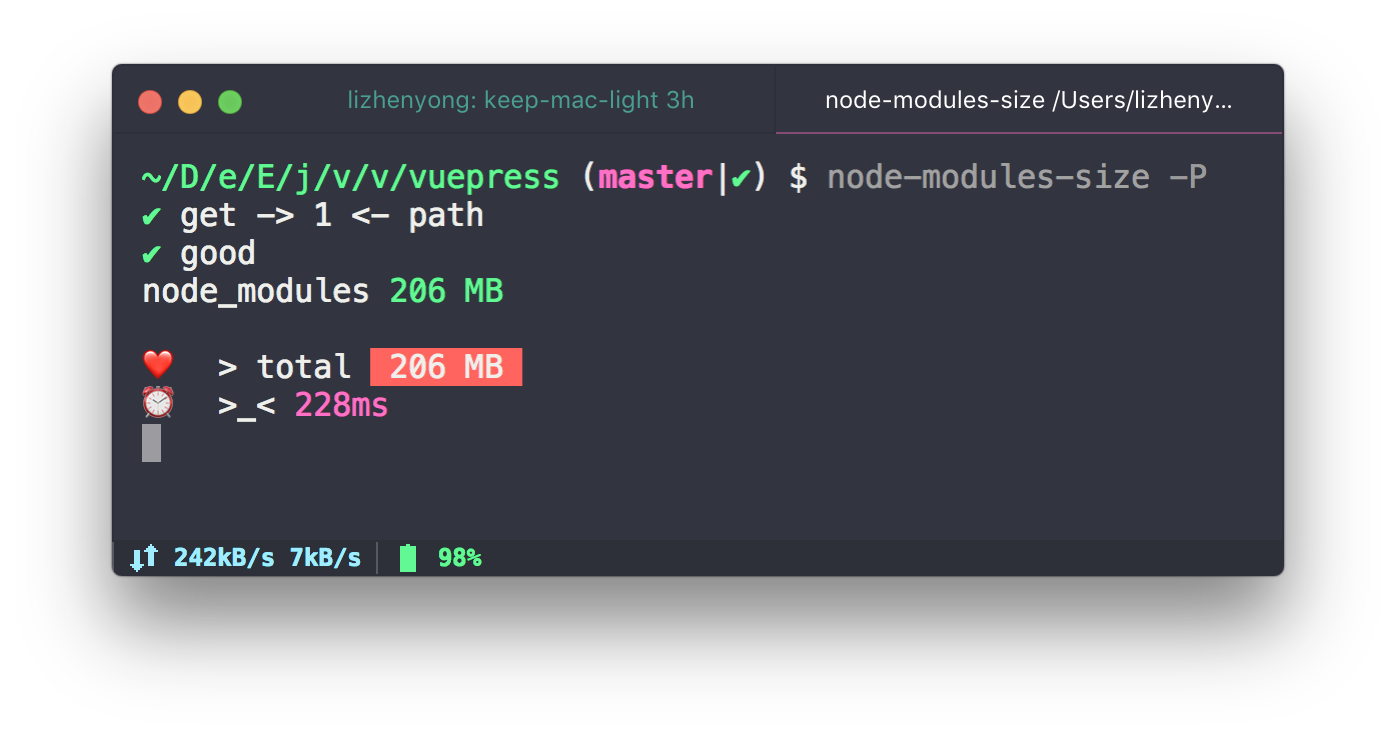 lizhenyong: keep-mac-light 3h
node-modules-size /Users/lizheny…
~/D/e/E/j/v/v/vuepress (master|✔) $ node-modules-size -P
✔ get -> 1 <- path
✔ good
node_modules 206 MB
❤️ > total 206 MB
⏰ >_< 228ms
242kB/s 7kB/s 98%